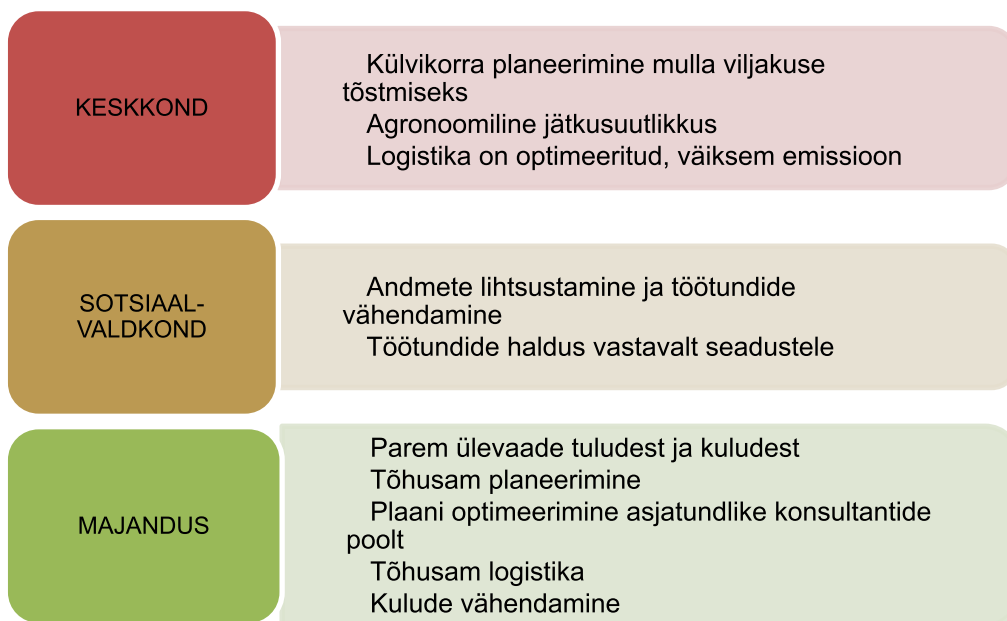 KESKKOND
Külvikorra planeerimine mulla viljakuse
tõstmiseks
Agronoomiline jätkusuutlikkus
Logistika on optimeeritud, väiksem emissioon
SOTSIAAL-
VALDKOND
Andmete lihtsustamine ja töötundide
vähendamine
Töötundide haldus vastavalt seadustele
MAJANDUS
Parem ülevaade tuludest ja kuludest
Tõhusam planeerimine
Plaani optimeerimine asjatundlike konsultantide
poolt
Tõhusam logistika
Kulude vähendamine